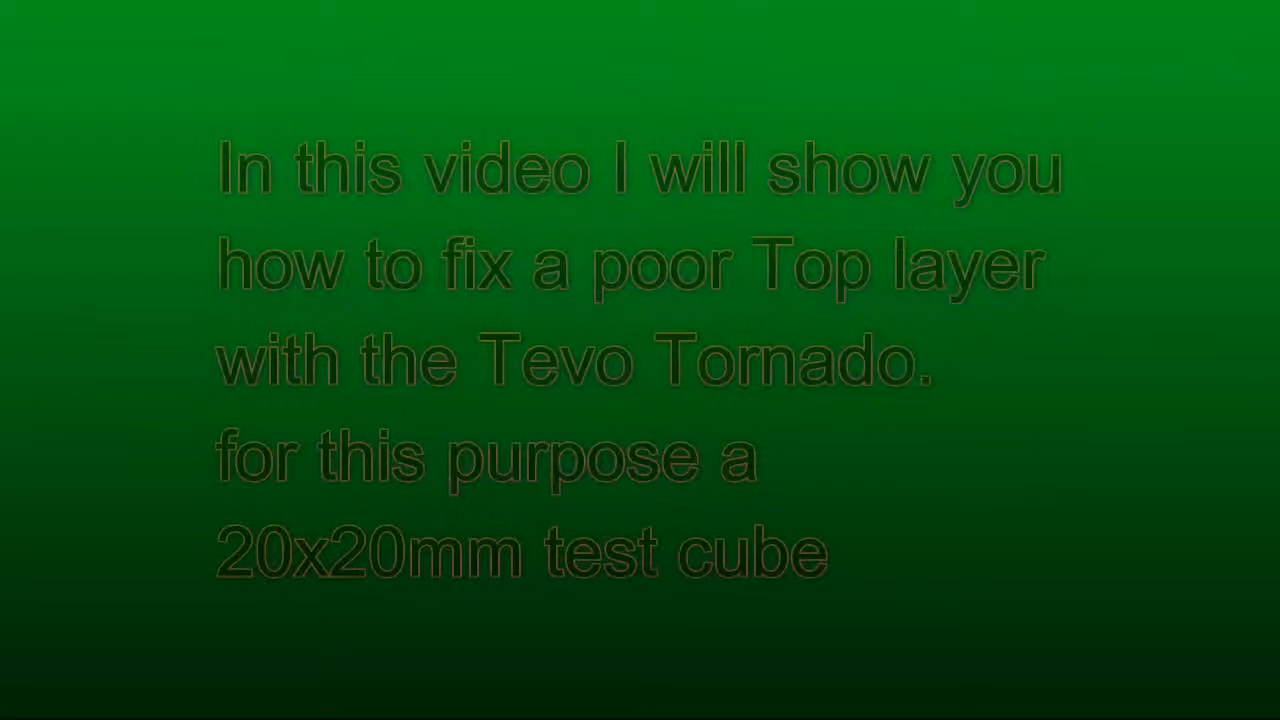 In this video I will show you
how to fix a poor Top layer
with the Tevo Tornado.
for this purpose a
20x20mm test cube